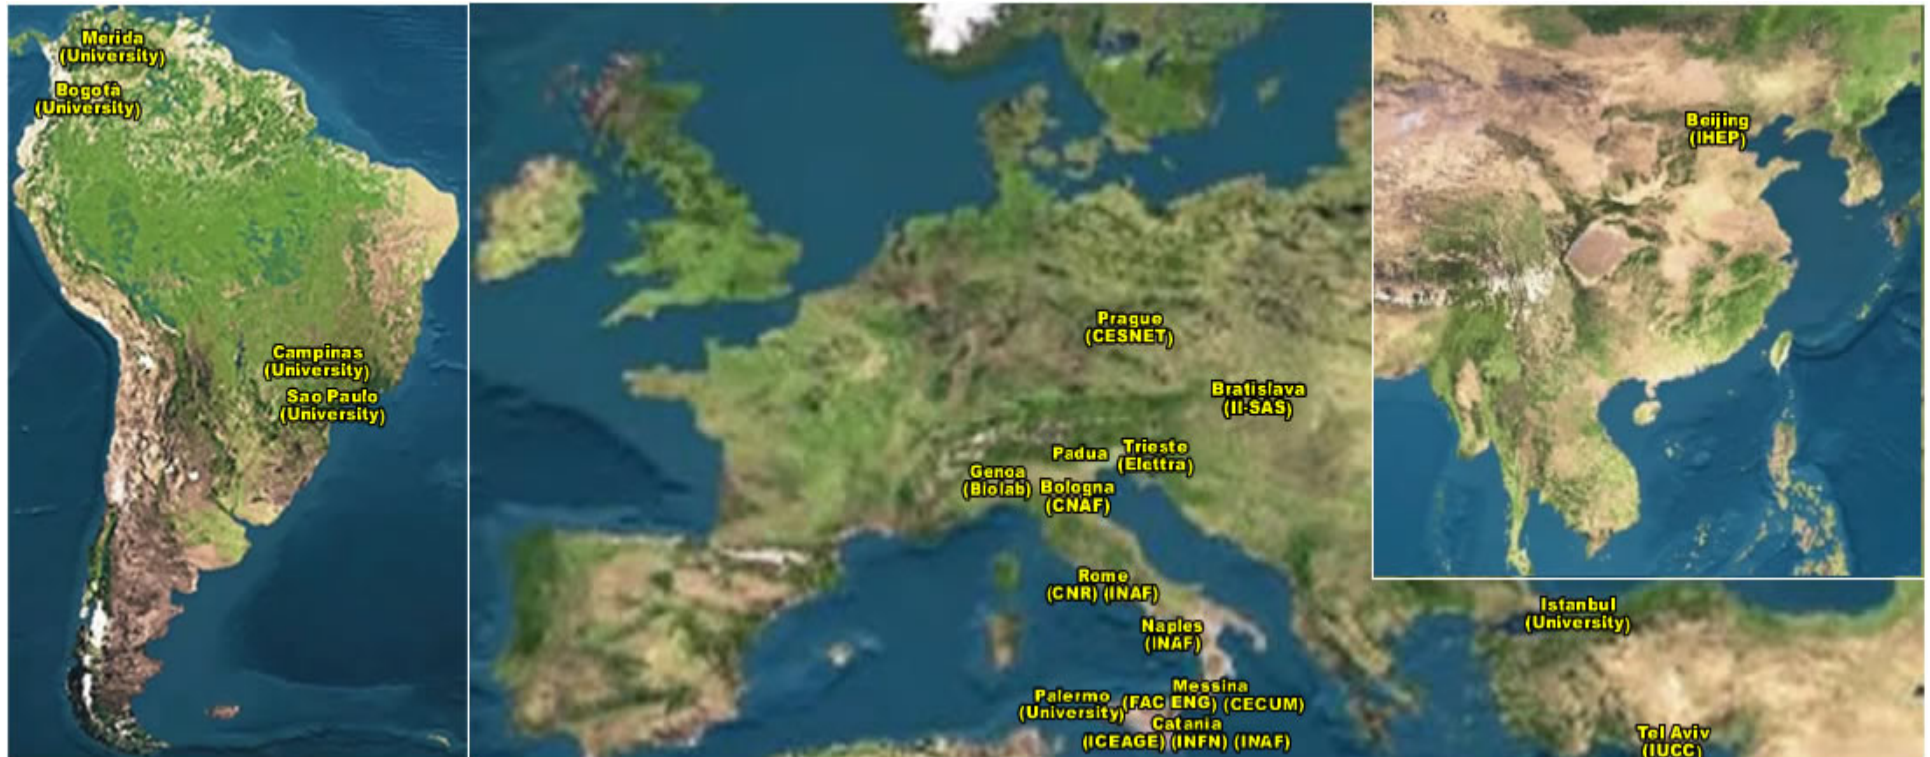 Merida
(University)
Bogotà
(University)
Campinas
(University)
Sao Paulo
(University)
Prague
(CESNET)
Bratislava
(II-SAS)
Padua
Trieste
(Elettra)
Genoa
(Biolab)
Bologna
(CNAF)
Rome
(CNR) (INAF)
Naples
(INAF)
Palermo
(University)
Messina
(FAC ENG) (CECUM)
Catania
(ICEAGE) (INFN) (INAF)
Beijing
(IHEP)
Istanbul
(University)
Tel Aviv
(IUCC)